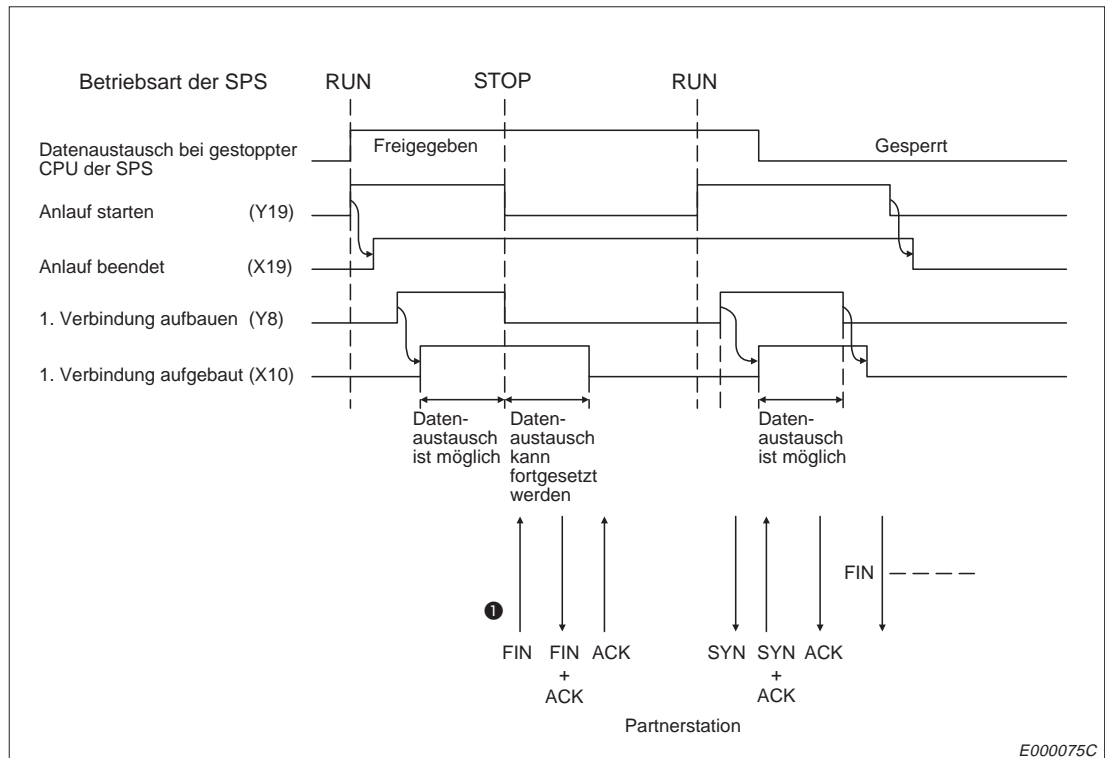 Betriebsart der SPS RUN STOP RUN
Datenaustausch bei gestoppter
CPU der SPS
Freigegeben Gesperrt
Anlauf starten (Y19)
Anlauf beendet (X19)
1. Verbindung aufbauen (Y8)
1. Verbindung aufgebaut (X10)
Daten-
austausch
ist möglich
Daten-
austausch
kann
fortgesetzt
werden
Daten-
austausch
ist möglich
FIN
❶
FIN FIN ACK SYN SYN ACK
+ +
ACK ACK
Partnerstation
E000075C